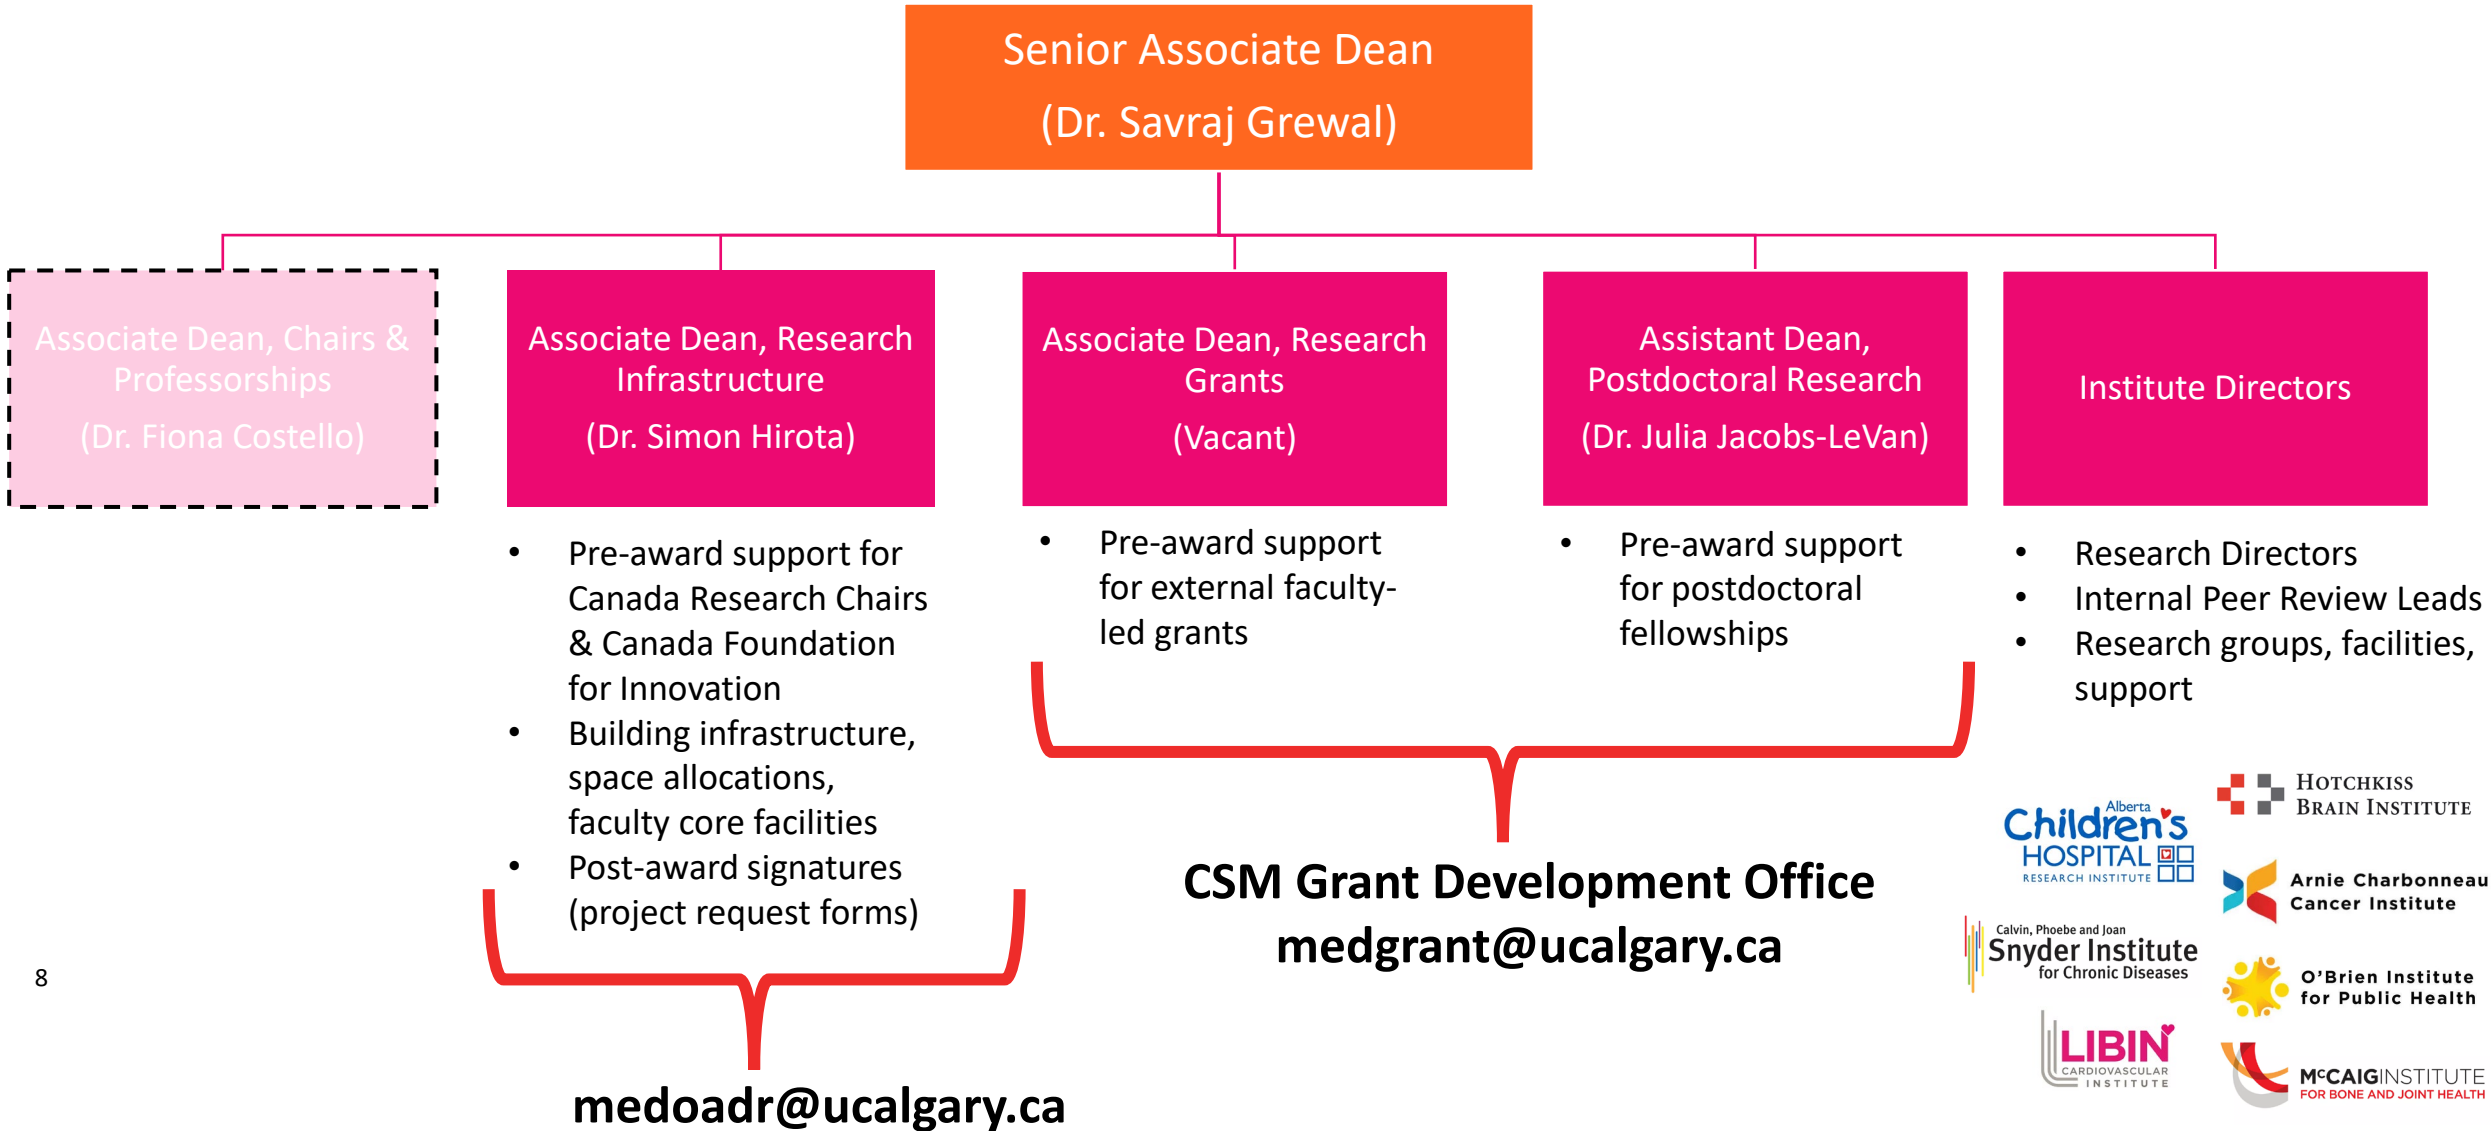 Senior Associate Dean
(Dr. Savraj Grewal)
Associate Dean, Chairs &
Professorships
(Dr. Fiona Costello)
Associate Dean, Research
Infrastructure
(Dr. Simon Hirota)
Associate Dean, Research
Grants
(Vacant)
Assistant Dean,
Postdoctoral Research
(Dr. Julia Jacobs-LeVan)
Institute Directors
• Pre-award support for
Canada Research Chairs
& Canada Foundation
for Innovation
• Building infrastructure,
space allocations,
faculty core facilities
• Post-award signatures
(project request forms)
• Pre-award support
for external faculty-
led grants
• Pre-award support
for postdoctoral
fellowships
• Research Directors
• Internal Peer Review Leads
• Research groups, facilities,
support
medoadr@ucalgary.ca
CSM Grant Development Office
medgrant@ucalgary.ca
Alberta
Children's
HOSPITAL
RESEARCH INSTITUTE
HOTCHKISS
BRAIN INSTITUTE
Arnie Charbonneau
Cancer Institute
Calvin, Phoebe and Joan
Snyder Institute
for Chronic Diseases
O'Brien Institute
for Public Health
LIBIN
CARDIOVASCULAR
INSTITUTE
McCAIGINSTITUTE
FOR BONE AND JOINT HEALTH
8